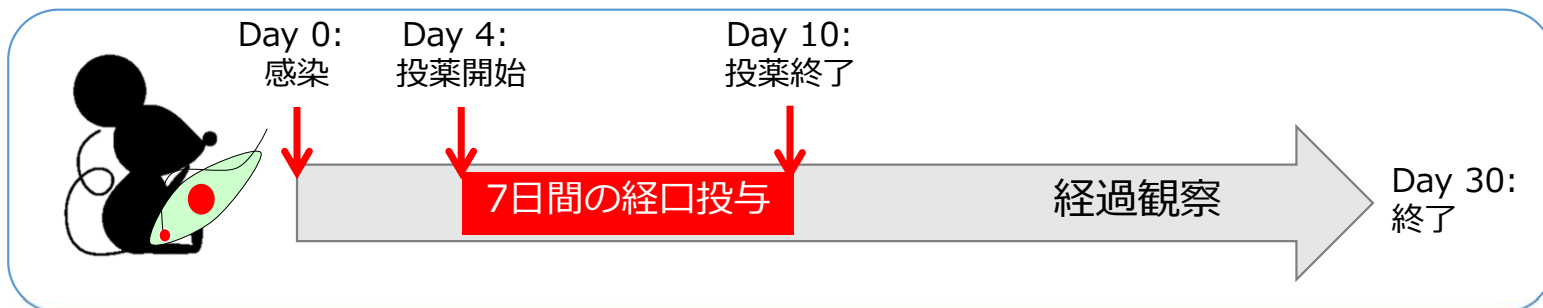 Day 0:
感染
Day 4:
投薬開始
Day 10:
投薬終了
7日間の経口投与
経過観察
Day 30:
終了